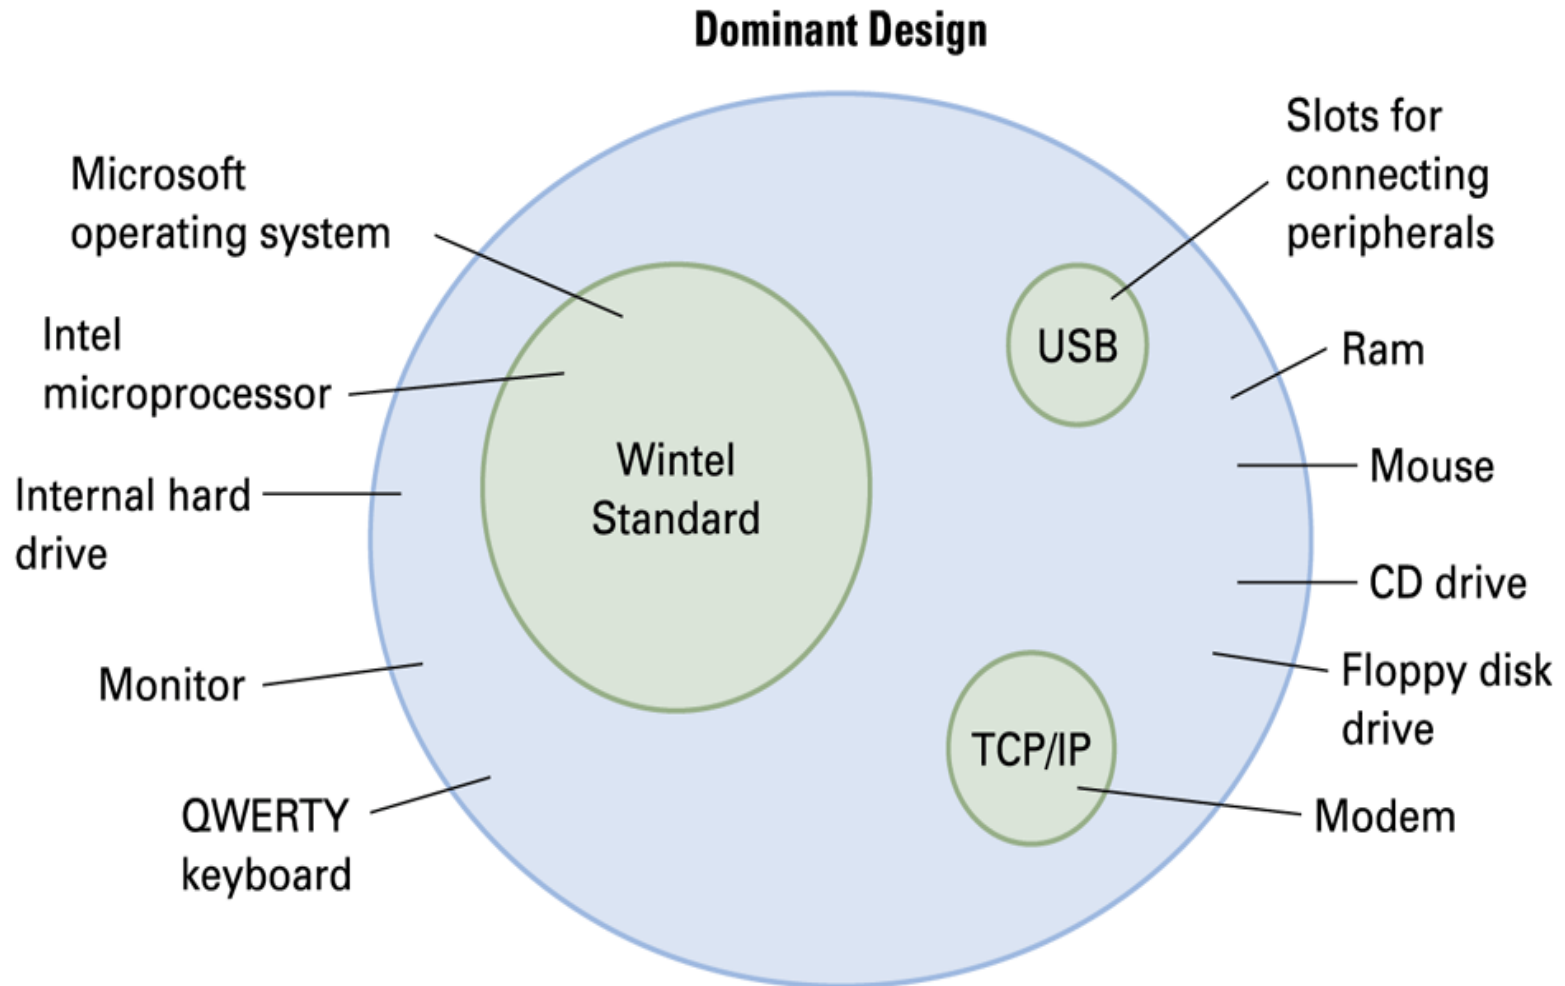 Dominant Design
Microsoft
operating system
Intel
microprocessor
Internal hard
drive
Monitor
QWERTY
keyboard
Wintel
Standard
USB
TCP/IP
Slots for
connecting
peripherals
Ram
Mouse
CD drive
Floppy disk
drive
Modem